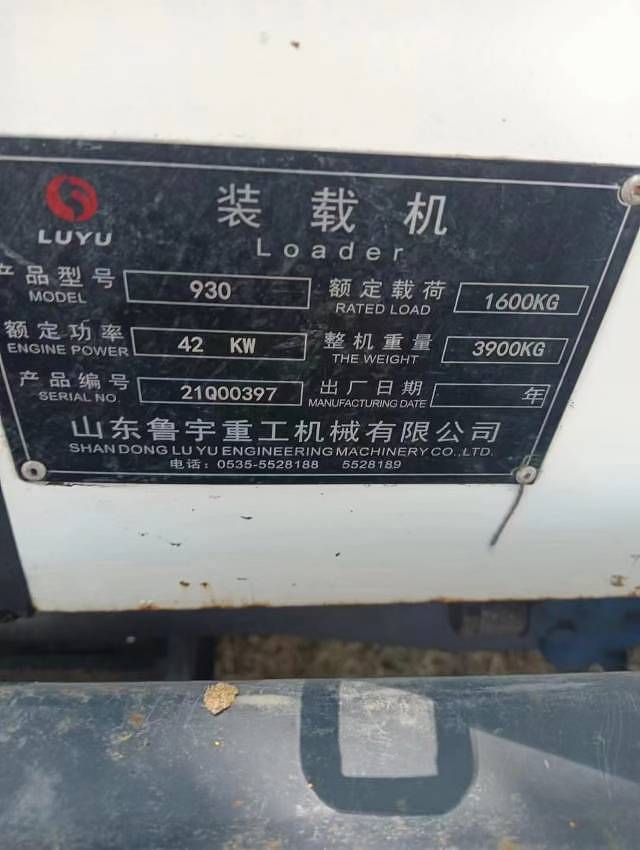 装载机
LUYU
Loader
产品型号 930 额定载荷 1600KG
MODEL RATED LOAD
额定功率 42 KW 整机重量 3900KG
ENGINE POWER THE WEIGHT
产品编号 21Q00397 出厂日期 年
SERIAL NO. MANUFACTURING DATE
山东鲁宇重工机械有限公司
SHAN DONG LU YU ENGINEERING MACHINERY CO., LTD.
电话：0535-5528188 5528189